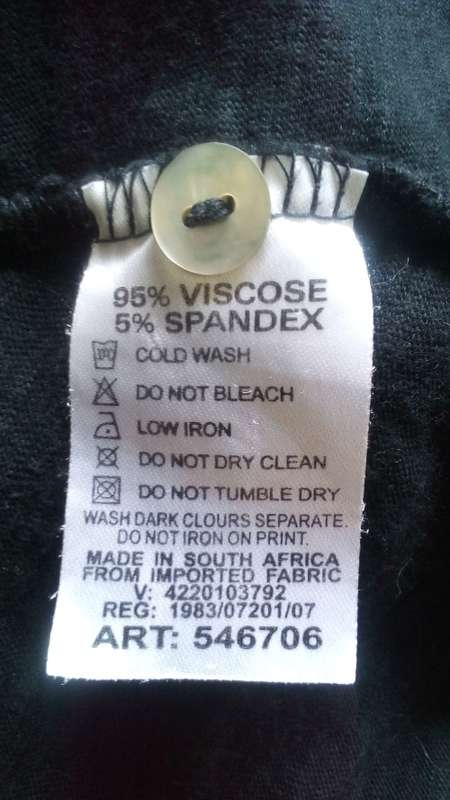 95% VISCOSE
5% SPANDEX
COLD WASH
DO NOT BLEACH
LOW IRON
DO NOT DRY CLEAN
DO NOT TUMBLE DRY
WASH DARK CLOURS SEPARATE.
DO NOT IRON ON PRINT.
MADE IN SOUTH AFRICA
FROM IMPORTED FABRIC
V: 4220103792
REG: 1983/07201/07
ART: 546706